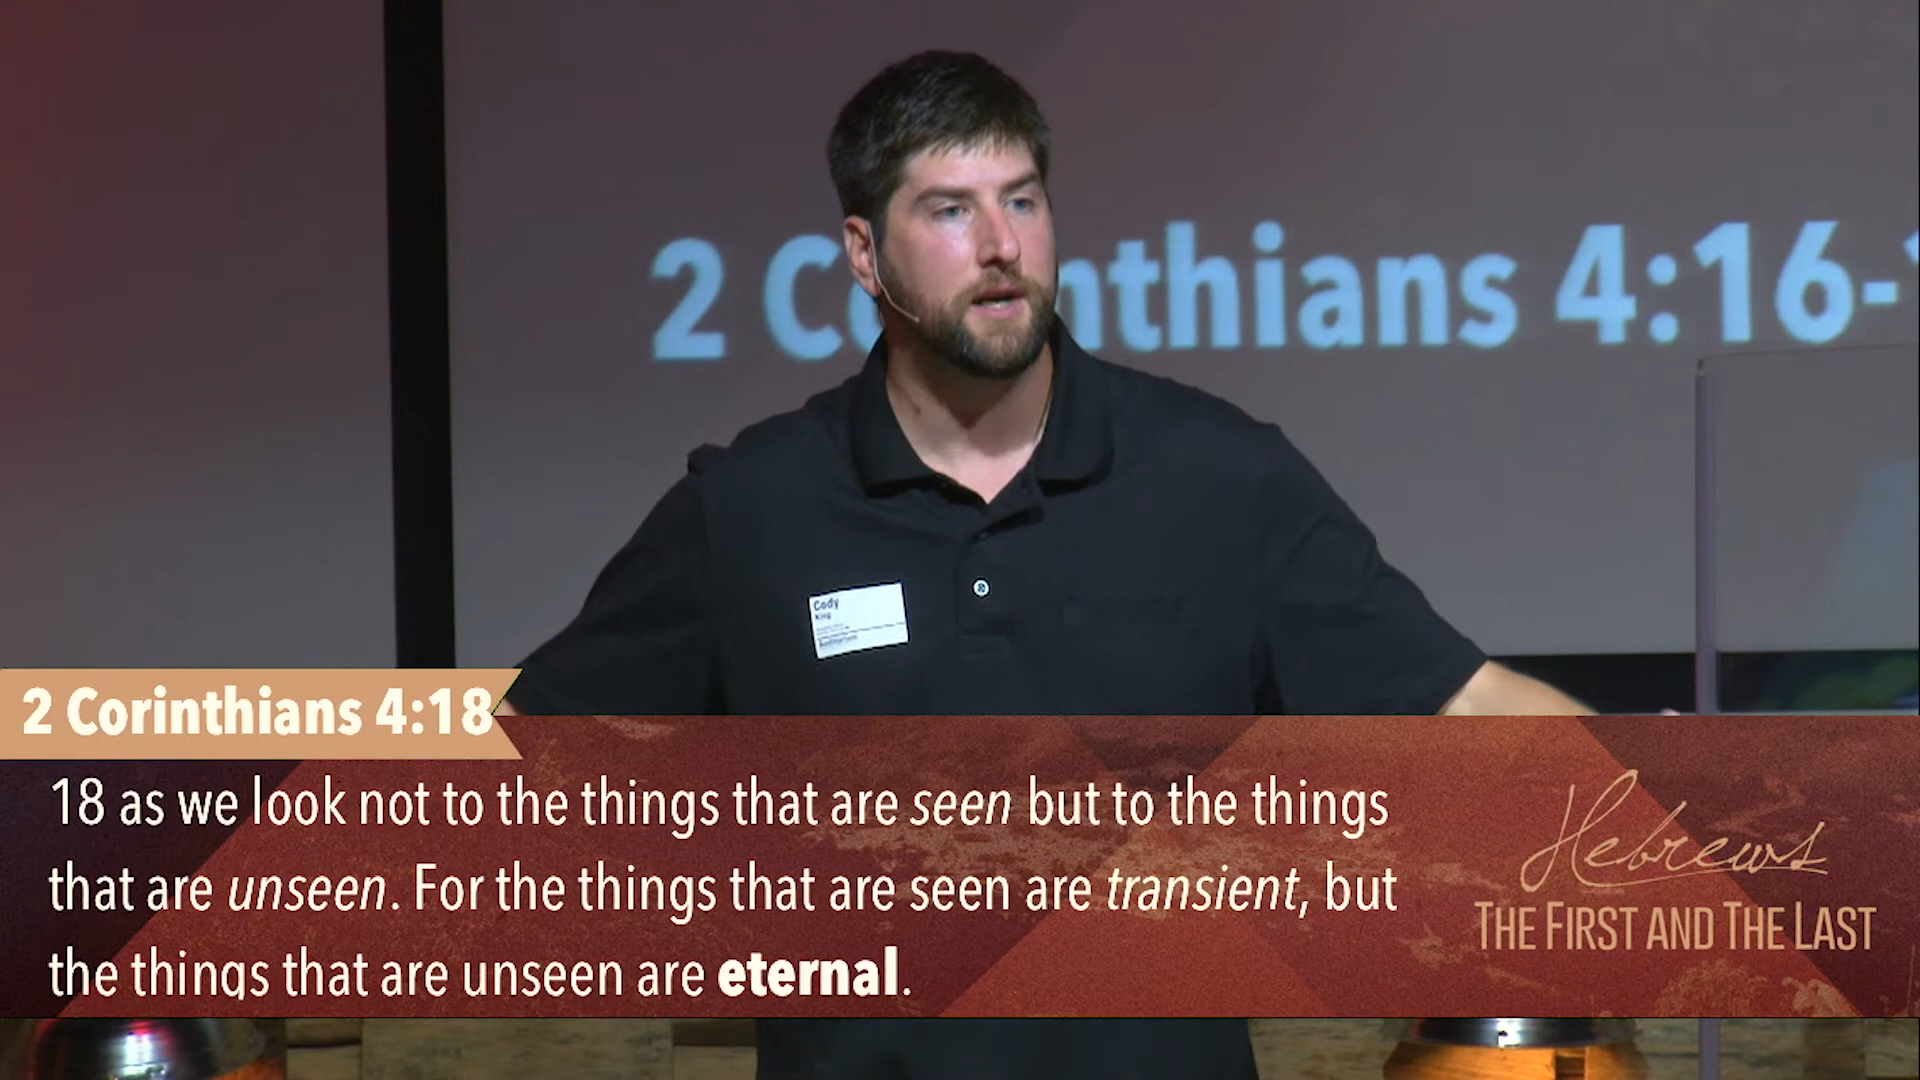 2 Corinthians 4:16-
Cody
King
2 Corinthians 4:18
18 as we look not to the things that are seen but to the things
that are unseen. For the things that are seen are transient, but
the things that are unseen are eternal.
Hebrews
THE FIRST AND THE LAST